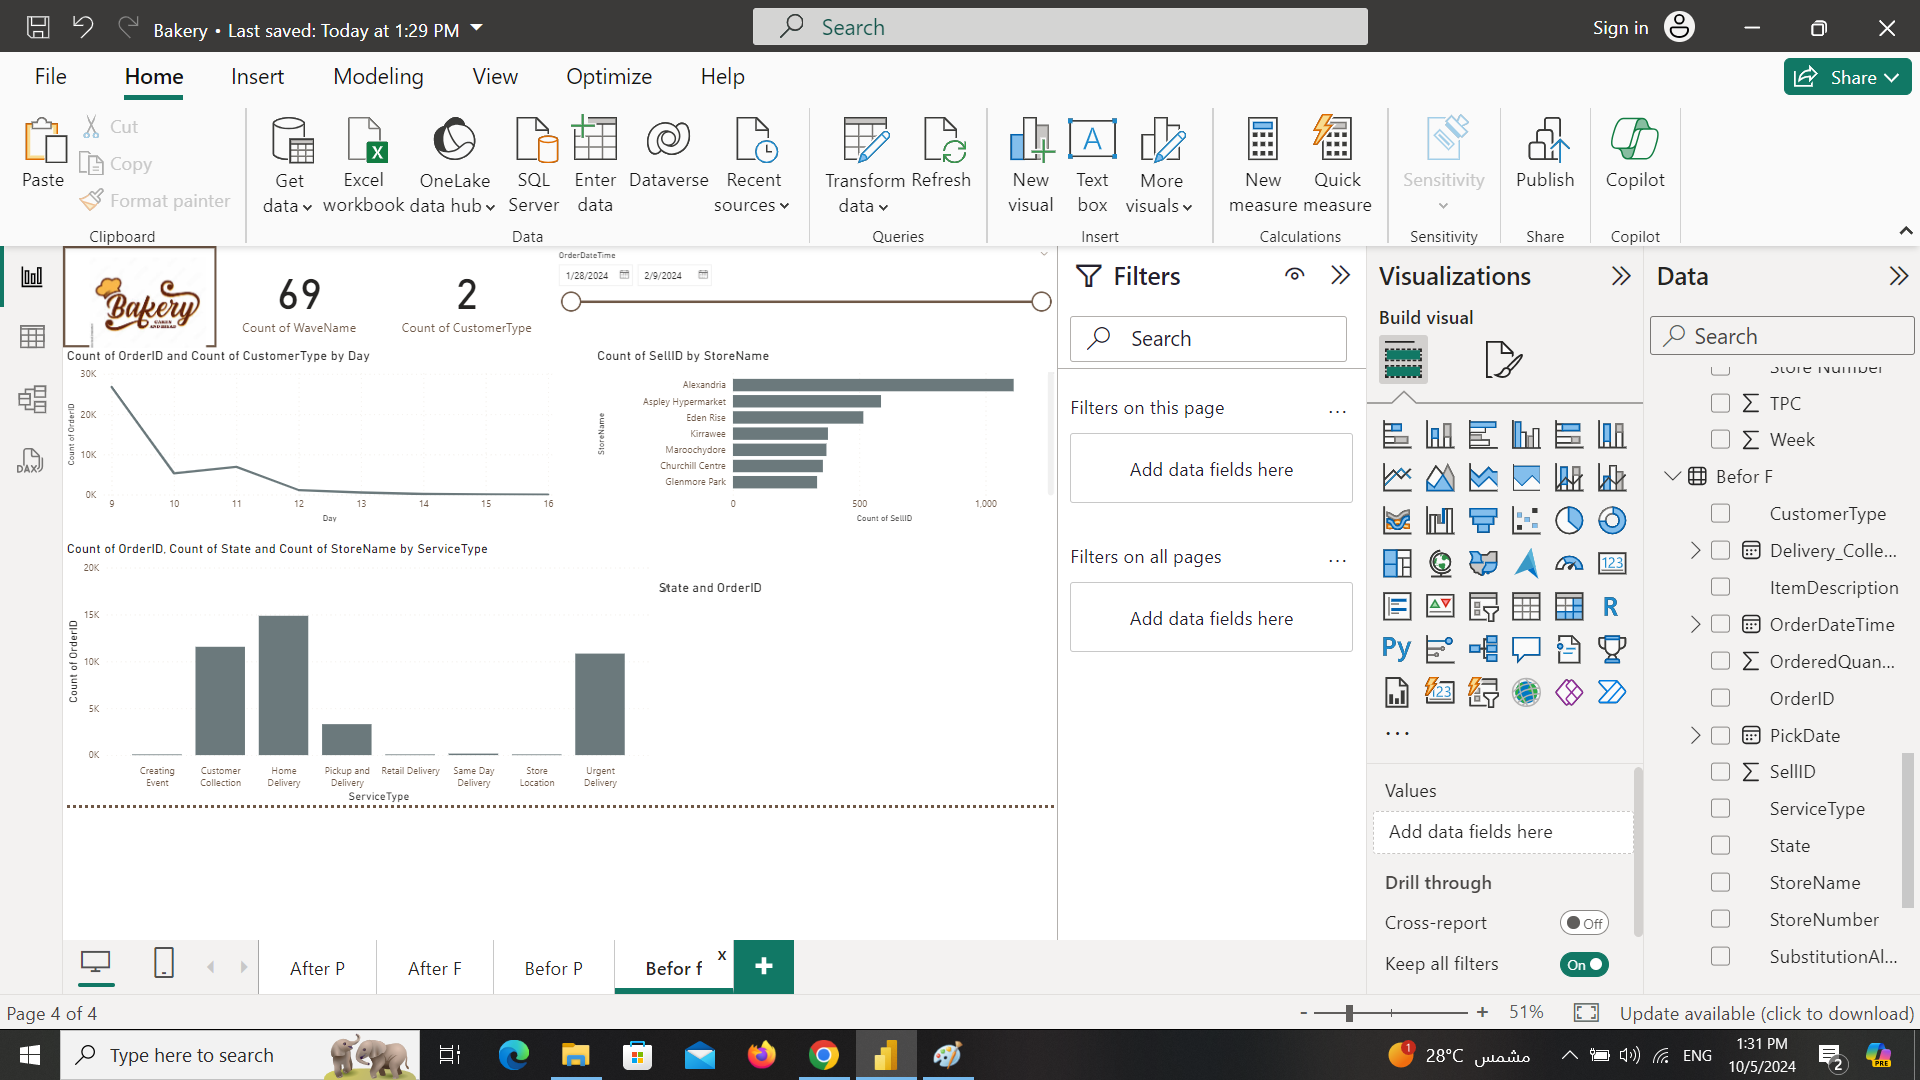 Bakery • Last saved: Today at 1:29 PM
Search
Sign in
File
Home
Insert
Modeling
View
Optimize
Help
Share
Paste
Cut
Copy
Format painter
Clipboard
Get data
Excel workbook
OneLake data hub
SQL Server
Enter data
Dataverse
Recent sources
Data
Transform data
Refresh
Queries
New visual
Text box
More visuals
Insert
New measure
Quick measure
Calculations
Sensitivity
Sensitivity
Publish
Share
Copilot
Copilot
Bakery
69
Count of WaveName
2
Count of CustomerType
OrderDateTime
1/28/2024
2/9/2024
Count of OrderID and Count of CustomerType by Day
Count of OrderID
30K
20K
10K
0K
9 10 11 12 13 14 15 16
Day
Count of SellID by StoreName
StoreName
Alexandria
Aspley Hypermarket
Eden Rise
Kirrawee
Maroochydore
Churchill Centre
Glenmore Park
0 500 1,000
Count of SellID
Count of OrderID, Count of State and Count of StoreName by ServiceType
Count of OrderID
20K
15K
10K
5K
0K
Creating Event
Customer Collection
Home Delivery
Pickup and Delivery
Retail Delivery
Same Day Delivery
Store Location
Urgent Delivery
ServiceType
State and OrderID
Filters
Search
Filters on this page
...
Add data fields here
Filters on all pages
...
Add data fields here
Visualizations
Build visual
123
R
Py
123
...
Values
Add data fields here
Drill through
Cross-report
Off
Keep all filters
On
Data
Search
Store Number
TPC
Week
Befor F
CustomerType
Delivery_Colle...
ItemDescription
OrderDateTime
OrderedQuan...
OrderID
PickDate
SellID
ServiceType
State
StoreName
StoreNumber
SubstitutionAl...
DAX
After P
After F
Befor P
Befor f
x
+
Page 4 of 4
- + 51%
Update available (click to download)
Type here to search
1
28°C مشمس
ENG
1:31 PM
10/5/2024
2
PRE